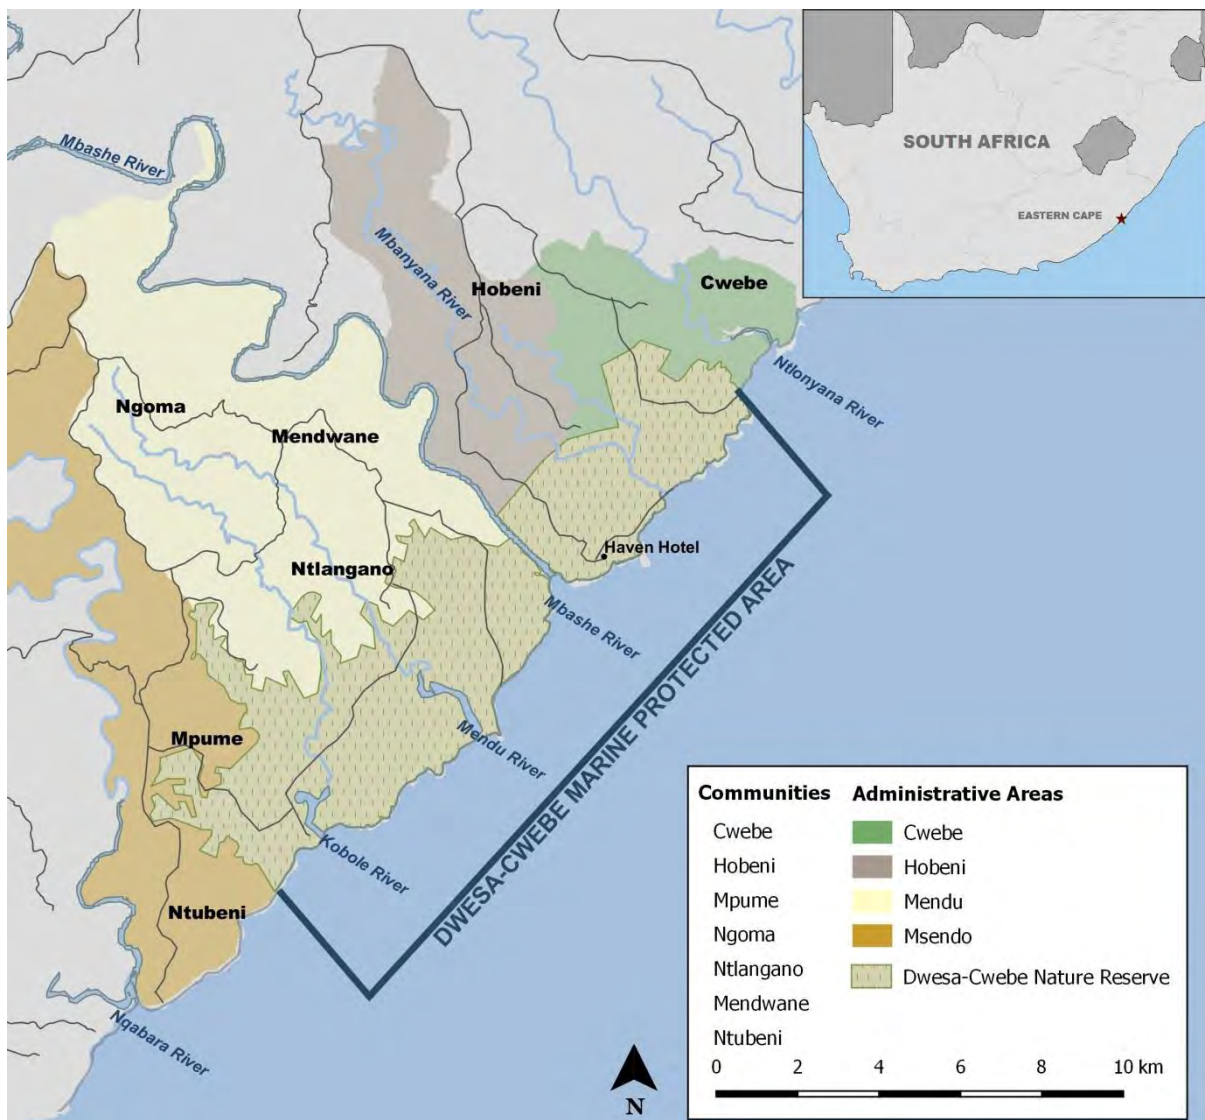 SOUTH AFRICA
EASTERN CAPE
Mbashe River
Mbanyana River
Hobeni
Cwebe
Ntlonyana River
Ngoma
Mendwane
Ntlangano
Haven Hotel
Mbashe River
DWESA-CWEBE MARINE PROTECTED AREA
Mendu River
Mpume
Kobole River
Ntubeni
Nqabara River
N
Communities
Cwebe
Hobeni
Mpume
Ngoma
Ntlangano
Mendwane
Ntubeni
Administrative Areas
Cwebe
Hobeni
Mendu
Msendo
Dwesa-Cwebe Nature Reserve
0 2 4 6 8 10 km